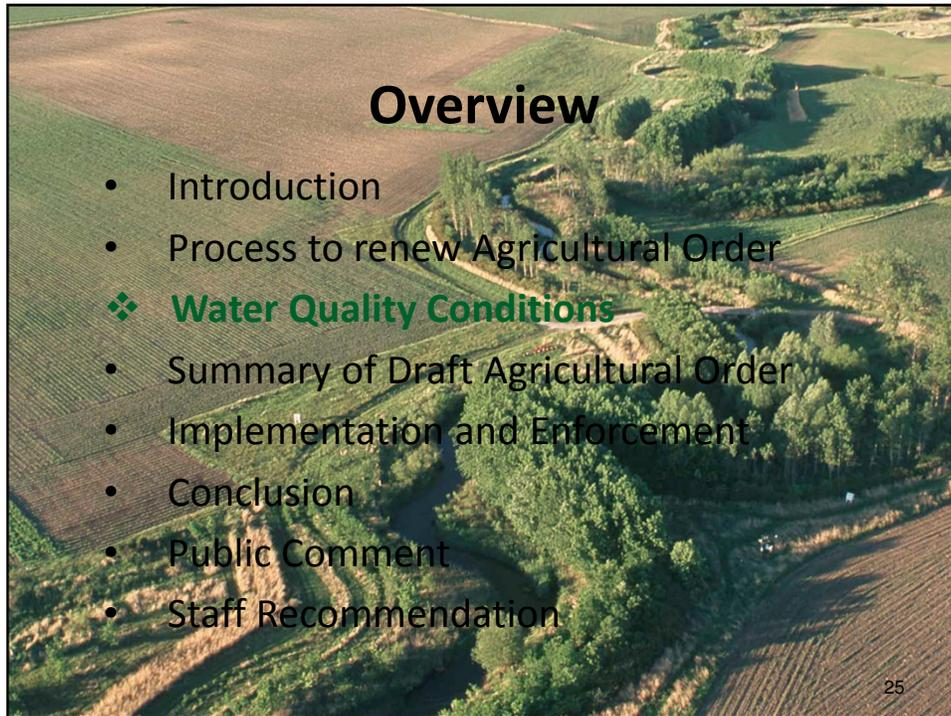 Overview
• Introduction
• Process to renew Agricultural Order
❖ Water Quality Conditions
• Summary of Draft Agricultural Order
• Implementation and Enforcement
• Conclusion
• Public Comment
• Staff Recommendation
25